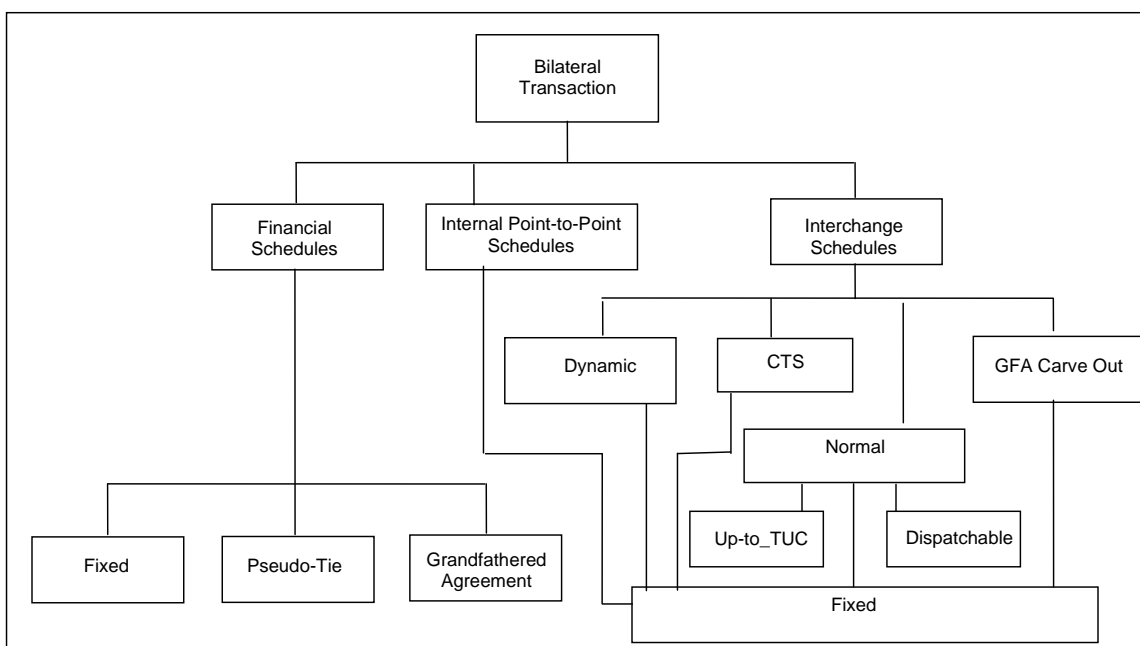 Bilateral
Transaction
Financial
Schedules
Internal Point-to-Point
Schedules
Interchange
Schedules
Dynamic
CTS
GFA Carve Out
Normal
Up-to_TUC
Dispatchable
Fixed
Pseudo-Tie
Grandfathered
Agreement
Fixed